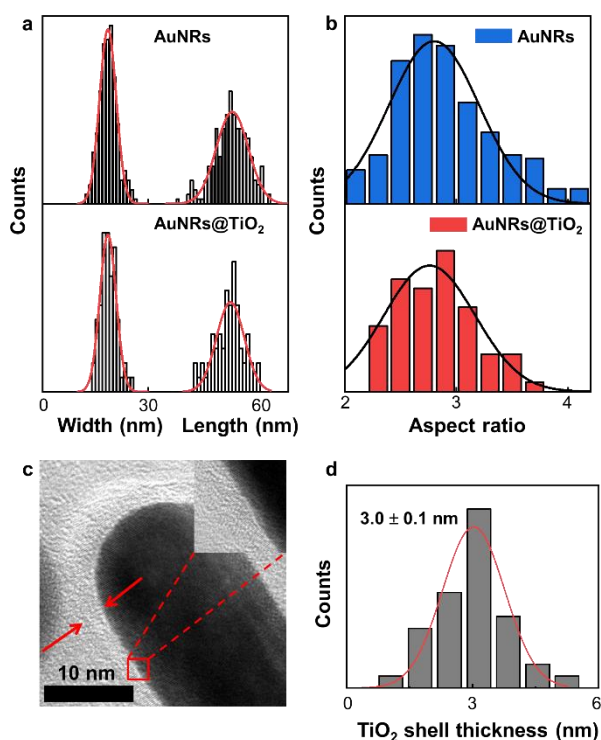 a
AuNRs
AuNRs@TiO₂
Counts
0 30 60
Width (nm) Length (nm)
b
AuNRs
AuNRs@TiO₂
Counts
2 3 4
Aspect ratio
c
10 nm
d
3.0 ± 0.1 nm
Counts
0 3 6
TiO₂ shell thickness (nm)